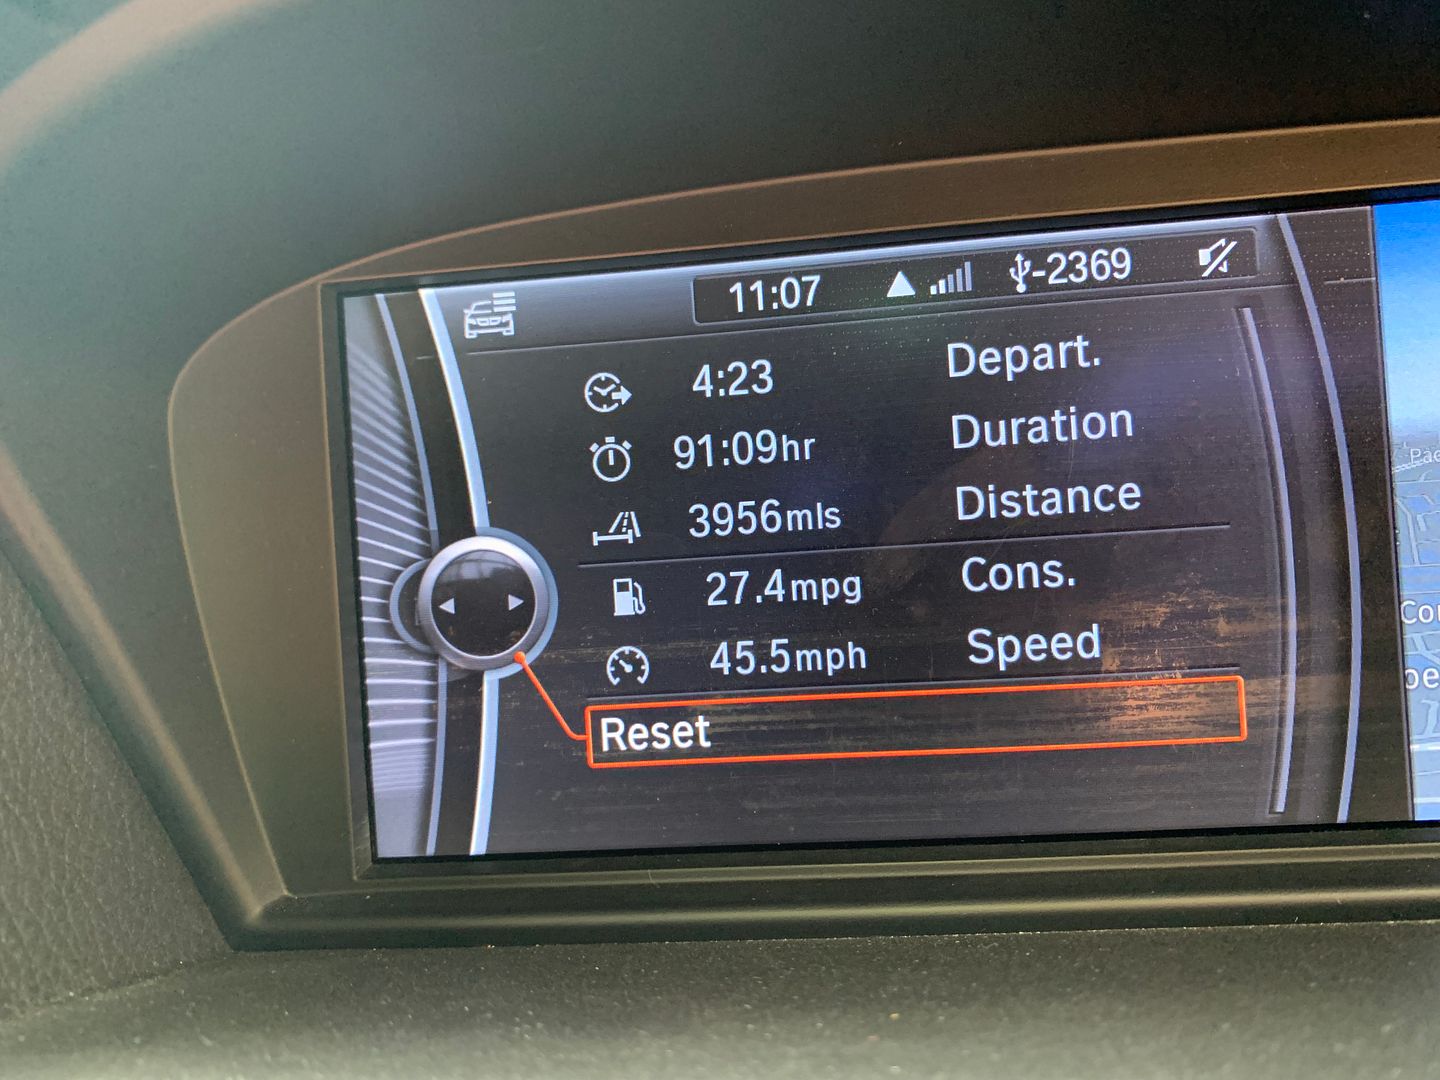 11:07 -2369
4:23 Depart.
91:09hr Duration
3956mls Distance
27.4mpg Cons.
45.5mph Speed
Reset